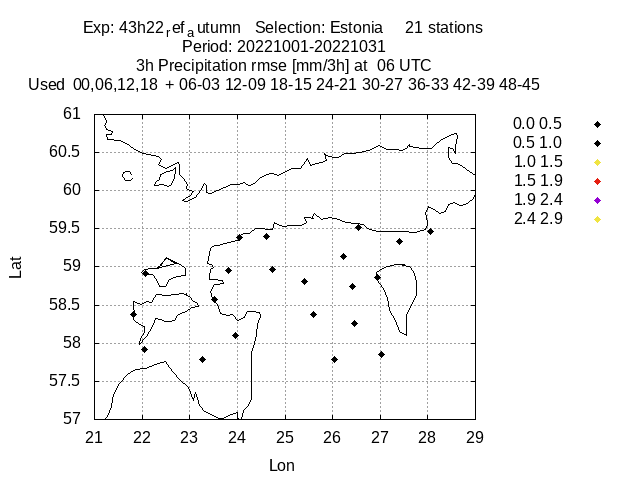 Exp: 43h22refautumn Selection: Estonia 21 stations
Period: 20221001-20221031
3h Precipitation rmse [mm/3h] at 06 UTC
Used 00,06,12,18 + 06-03 12-09 18-15 24-21 30-27 36-33 42-39 48-45
61
60.5
60
59.5
59
58.5
58
57.5
57
21 22 23 24 25 26 27 28 29
Lat
Lon
0.0 0.5
0.5 1.0
1.0 1.5
1.5 1.9
1.9 2.4
2.4 2.9